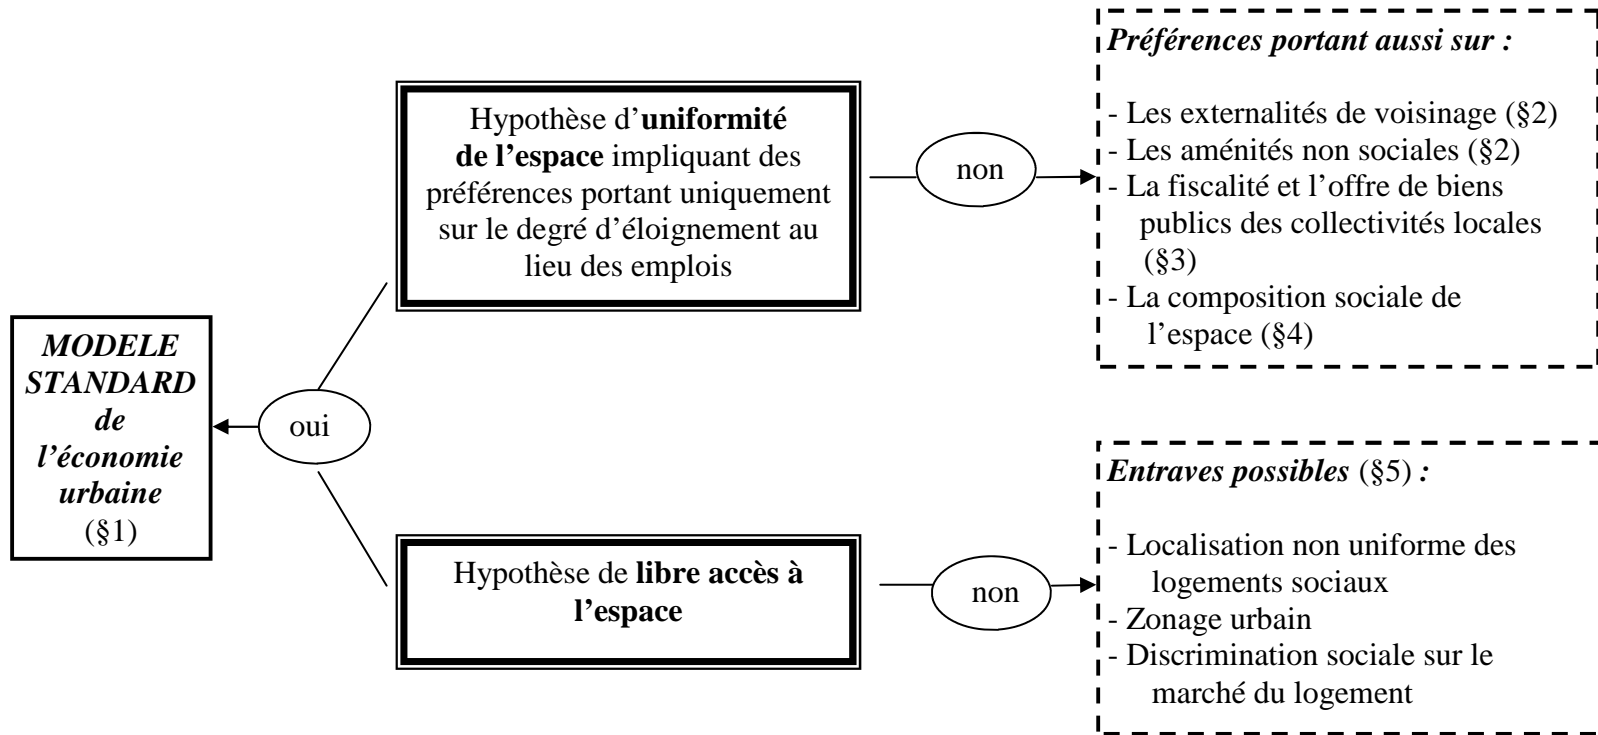 MODELE
STANDARD
de
l’économie
urbaine
(§1)
oui
Hypothèse d’uniformité
de l’espace impliquant des
préférences portant uniquement
sur le degré d’éloignement au
lieu des emplois
non
Préférences portant aussi sur :
- Les externalités de voisinage (§2)
- Les aménités non sociales (§2)
- La fiscalité et l’offre de biens
publics des collectivités locales
(§3)
- La composition sociale de
l’espace (§4)
Hypothèse de libre accès à
l’espace
non
Entraves possibles (§5) :
- Localisation non uniforme des
logements sociaux
- Zonage urbain
- Discrimination sociale sur le
marché du logement